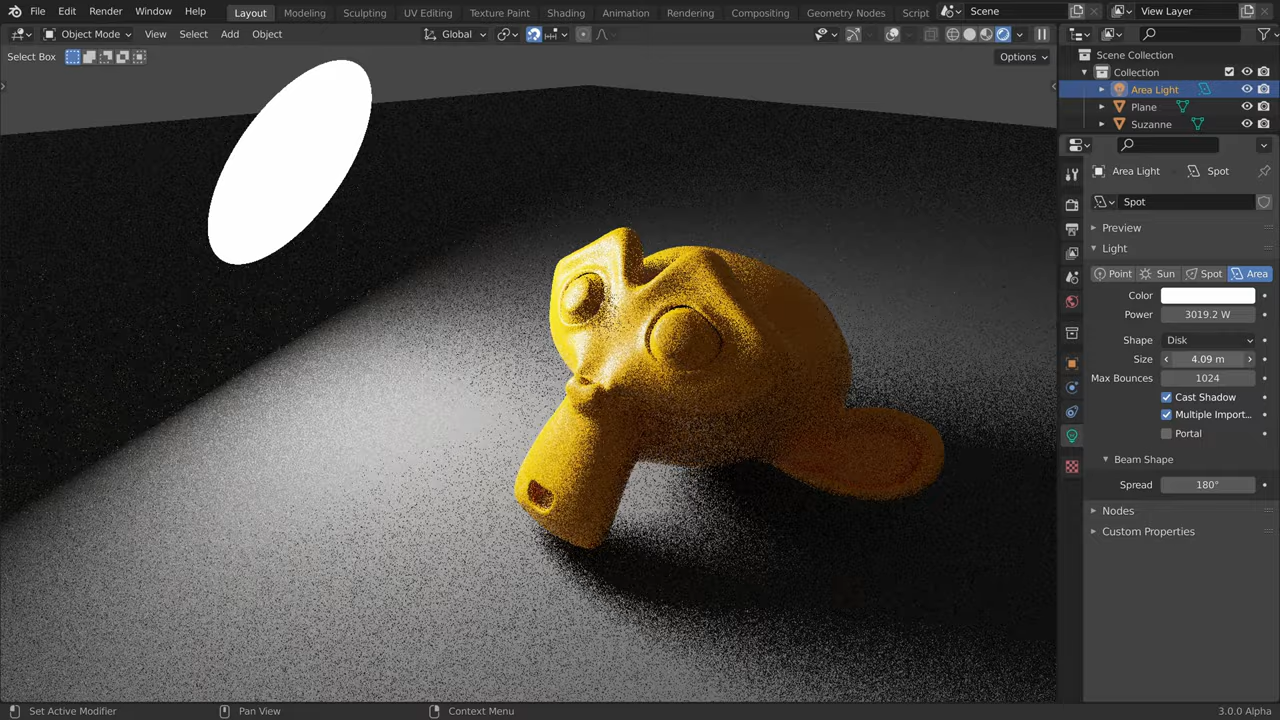 File Edit Render Window Help Layout Modeling Sculpting UV Editing Texture Paint Shading Animation Rendering Compositing Geometry Nodes Script Scene View Layer
Object Mode View Select Add Object Global
Select Box Options
Scene Collection
Collection
Area Light
Plane
Suzanne
Area Light Spot
Spot
Preview
Light
Point Sun Spot Area
Color
Power 3019.2 W
Shape Disk
Size 4.09 m
Max Bounces 1024
Cast Shadow
Multiple Import...
Portal
Beam Shape
Spread 180°
Nodes
Custom Properties
Set Active Modifier Pan View Context Menu 3.0.0 Alpha